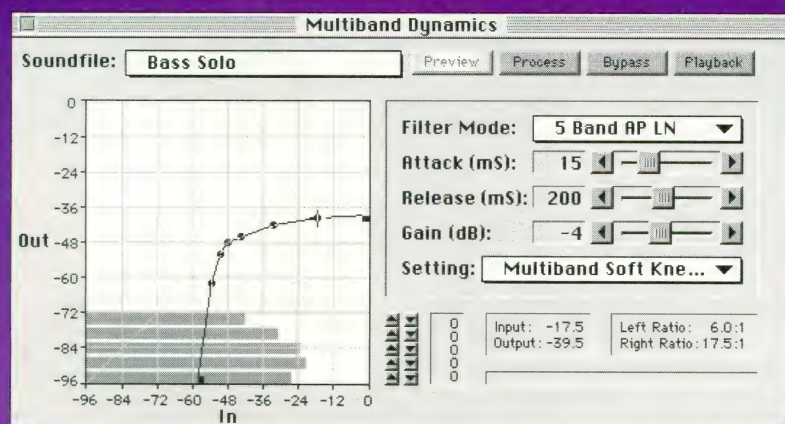 Multiband Dynamics
Soundfile: Bass Solo Preview Process Bypass Playback
0
-12
-24
-36
Out -48
-60
-72
-84
-96
-96 -84 -72 -60 -48 -36 -24 -12 0
In
Filter Mode: 5 Band AP LN
Attack (mS): 15
Release (mS): 200
Gain (dB): -4
Setting: Multiband Soft Kne...
0
0
0
0
0
Input: -17.5
Output: -39.5
Left Ratio: 6.0:1
Right Ratio: 17.5:1